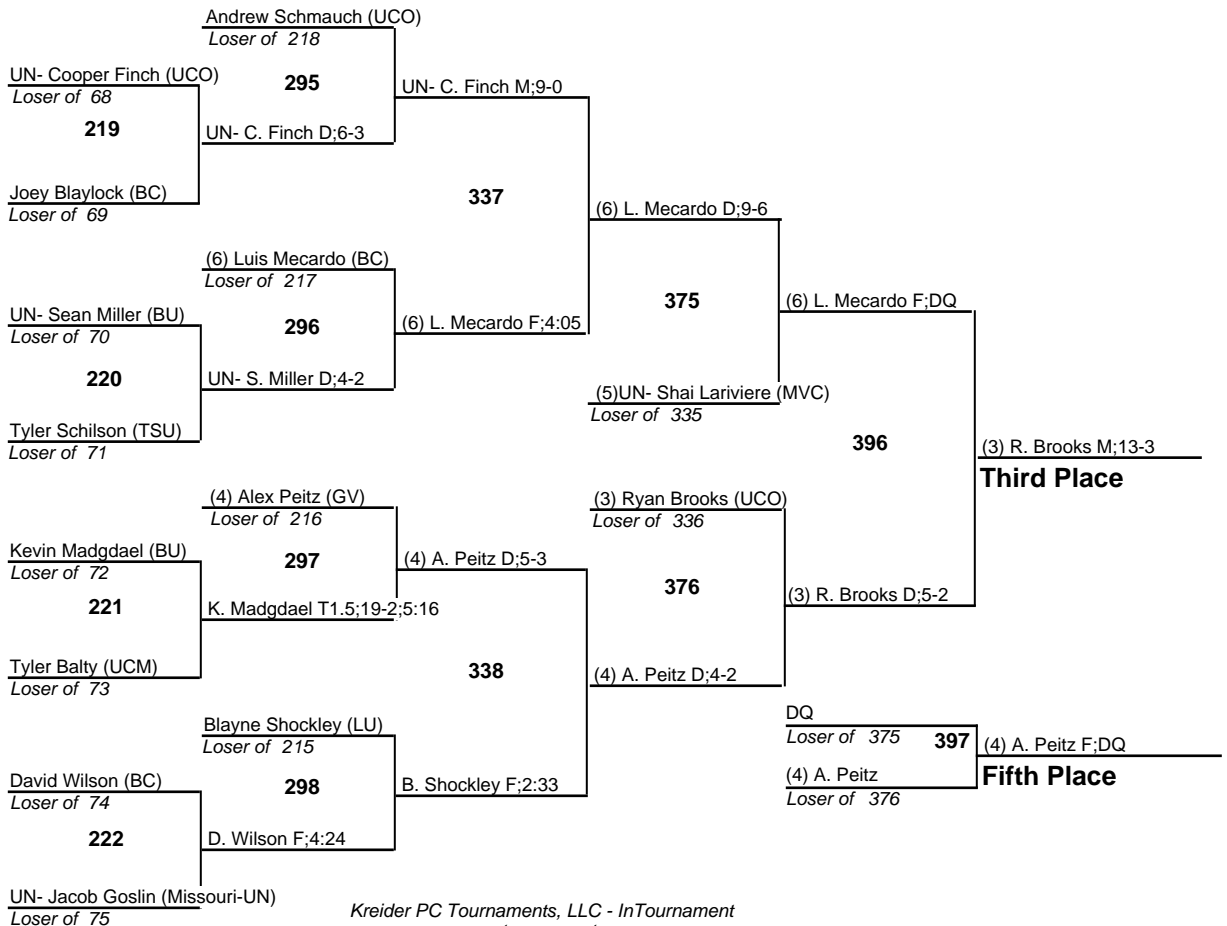 Andrew Schmauch (UCO)
Loser of 218
UN- Cooper Finch (UCO)
Loser of 68
295
UN- C. Finch M;9-0
219
UN- C. Finch D;6-3
Joey Blaylock (BC)
Loser of 69
337
(6) L. Mecardo D;9-6
(6) Luis Mecardo (BC)
Loser of 217
UN- Sean Miller (BU)
Loser of 70
296
(6) L. Mecardo F;4:05
375
(6) L. Mecardo F;DQ
220
UN- S. Miller D;4-2
(5)UN- Shai Lariviere (MVC)
Loser of 335
Tyler Schilson (TSU)
Loser of 71
396
(3) R. Brooks M;13-3
Third Place
(4) Alex Peitz (GV)
Loser of 216
(3) Ryan Brooks (UCO)
Loser of 336
Kevin Madgdael (BU)
Loser of 72
297
(4) A. Peitz D;5-3
376
(3) R. Brooks D;5-2
221
K. Madgdael T1.5;19-2;5:16
Tyler Balty (UCM)
Loser of 73
338
(4) A. Peitz D;4-2
Blayne Shockley (LU)
Loser of 215
DQ
Loser of 375
397
(4) A. Peitz F;DQ
Fifth Place
(4) A. Peitz
Loser of 376
David Wilson (BC)
Loser of 74
298
B. Shockley F;2:33
222
D. Wilson F;4:24
UN- Jacob Goslin (Missouri-UN)
Loser of 75
Kreider PC Tournaments, LLC - InTournament